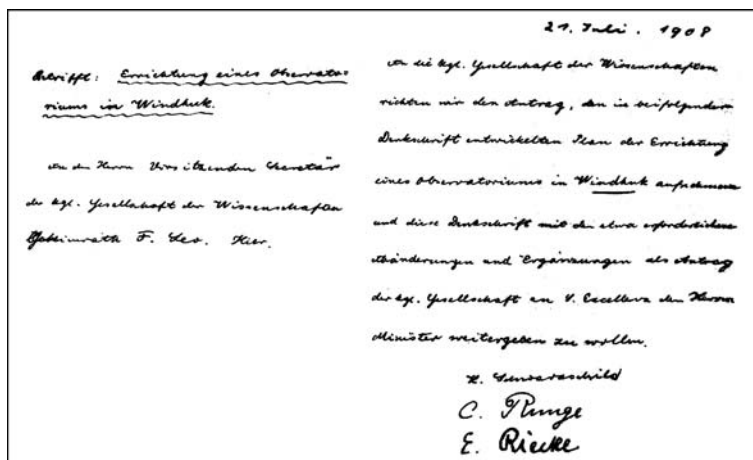 Betrifft: Errichtung eines Observato-
riums in Windhuk.
An den Herrn Vorsitzenden Secretär
der kgl. Gesellschaft der Wissenschaften
Geheimrath F. Leo. Hier.
21. Juli. 1908
An die kgl. Gesellschaft der Wissenschaften
richten wir den Antrag, den in beifolgender
Denkschrift entwickelten Plan der Errichtung
eines Observatoriums in Windhuk aufzunehmen
und diese Denkschrift mit den etwa erforderlichen
Abänderungen und Ergänzungen als Antrag
der kgl. Gesellschaft an S. Excellenz den Herrn
Minister weitergeben zu wollen.
K. Schwarzschild
C. Runge
E. Riecke